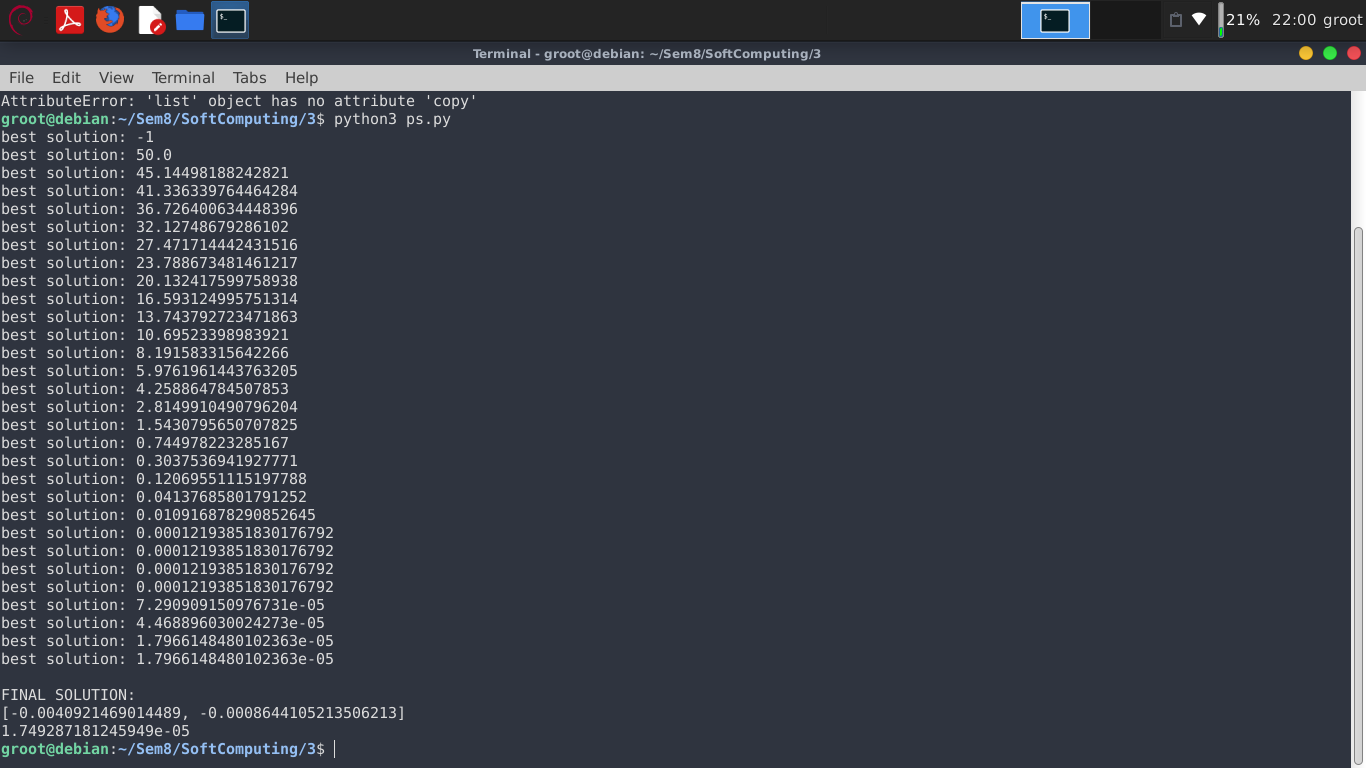 21% 22:00 groot
Terminal - groot@debian: ~/Sem8/SoftComputing/3
File Edit View Terminal Tabs Help
AttributeError: 'list' object has no attribute 'copy'
groot@debian:~/Sem8/SoftComputing/3$ python3 ps.py
best solution: -1
best solution: 50.0
best solution: 45.14498188242821
best solution: 41.336339764464284
best solution: 36.726400634448396
best solution: 32.12748679286102
best solution: 27.471714442431516
best solution: 23.788673481461217
best solution: 20.132417599758938
best solution: 16.593124995751314
best solution: 13.743792723471863
best solution: 10.69523398983921
best solution: 8.191583315642266
best solution: 5.9761961443763205
best solution: 4.258864784507853
best solution: 2.8149910490796204
best solution: 1.5430795650707825
best solution: 0.744978223285167
best solution: 0.3037536941927771
best solution: 0.12069551115197788
best solution: 0.04137685801791252
best solution: 0.010916878290852645
best solution: 0.00012193851830176792
best solution: 0.00012193851830176792
best solution: 0.00012193851830176792
best solution: 0.00012193851830176792
best solution: 7.290909150976731e-05
best solution: 4.468896030024273e-05
best solution: 1.7966148480102363e-05
best solution: 1.7966148480102363e-05
FINAL SOLUTION:
[-0.0040921469014489, -0.0008644105213506213]
1.749287181245949e-05
groot@debian:~/Sem8/SoftComputing/3$